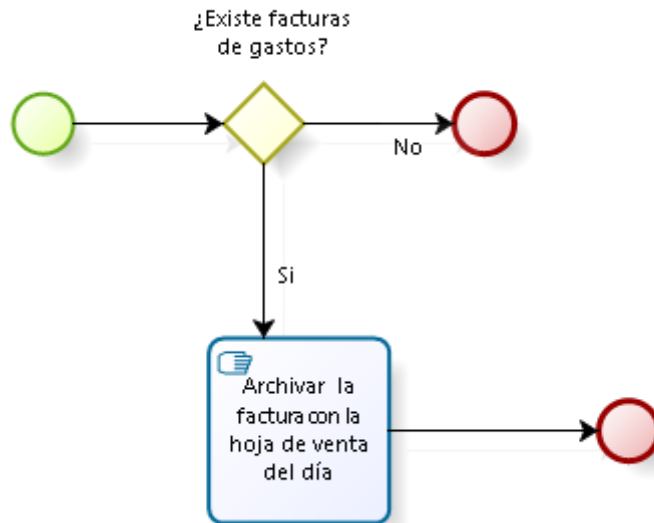 ¿Existe facturas
de gastos?
No
Si
Archivar la
factura con la
hoja de venta
del día